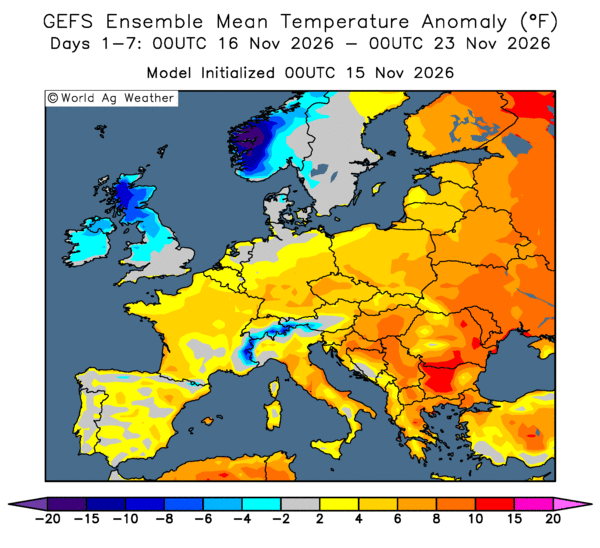 GEFS Ensemble Mean Temperature Anomaly (°F)
Days 1-7: 00UTC 16 Nov 2026 - 00UTC 23 Nov 2026
Model Initialized 00UTC 15 Nov 2026
©World Ag Weather
-20 -15 -10 -8 -6 -4 -2 2 4 6 8 10 15 20